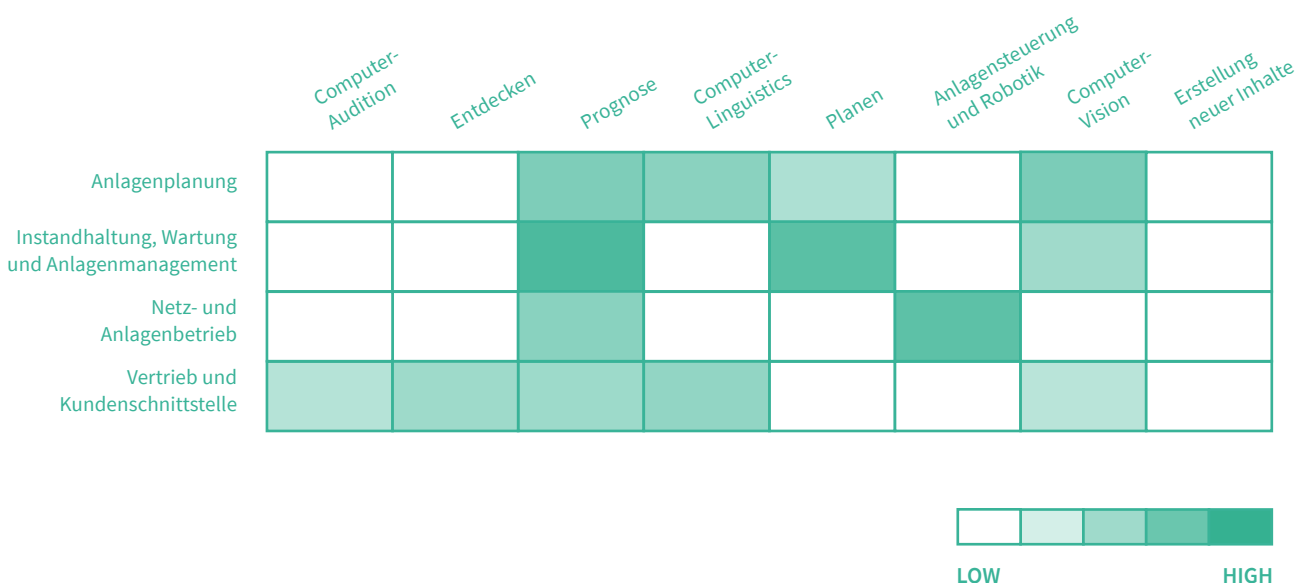 Computer-
Audition
Entdecken
Prognose
Computer-
Linguistics
Planen
Anlagensteuerung
und Robotik
Computer-
Vision
Erstellung
neuer Inhalte
Anlagenplanung
Instandhaltung, Wartung
und Anlagenmanagement
Netz- und
Anlagenbetrieb
Vertrieb und
Kundenschnittstelle
LOW
HIGH